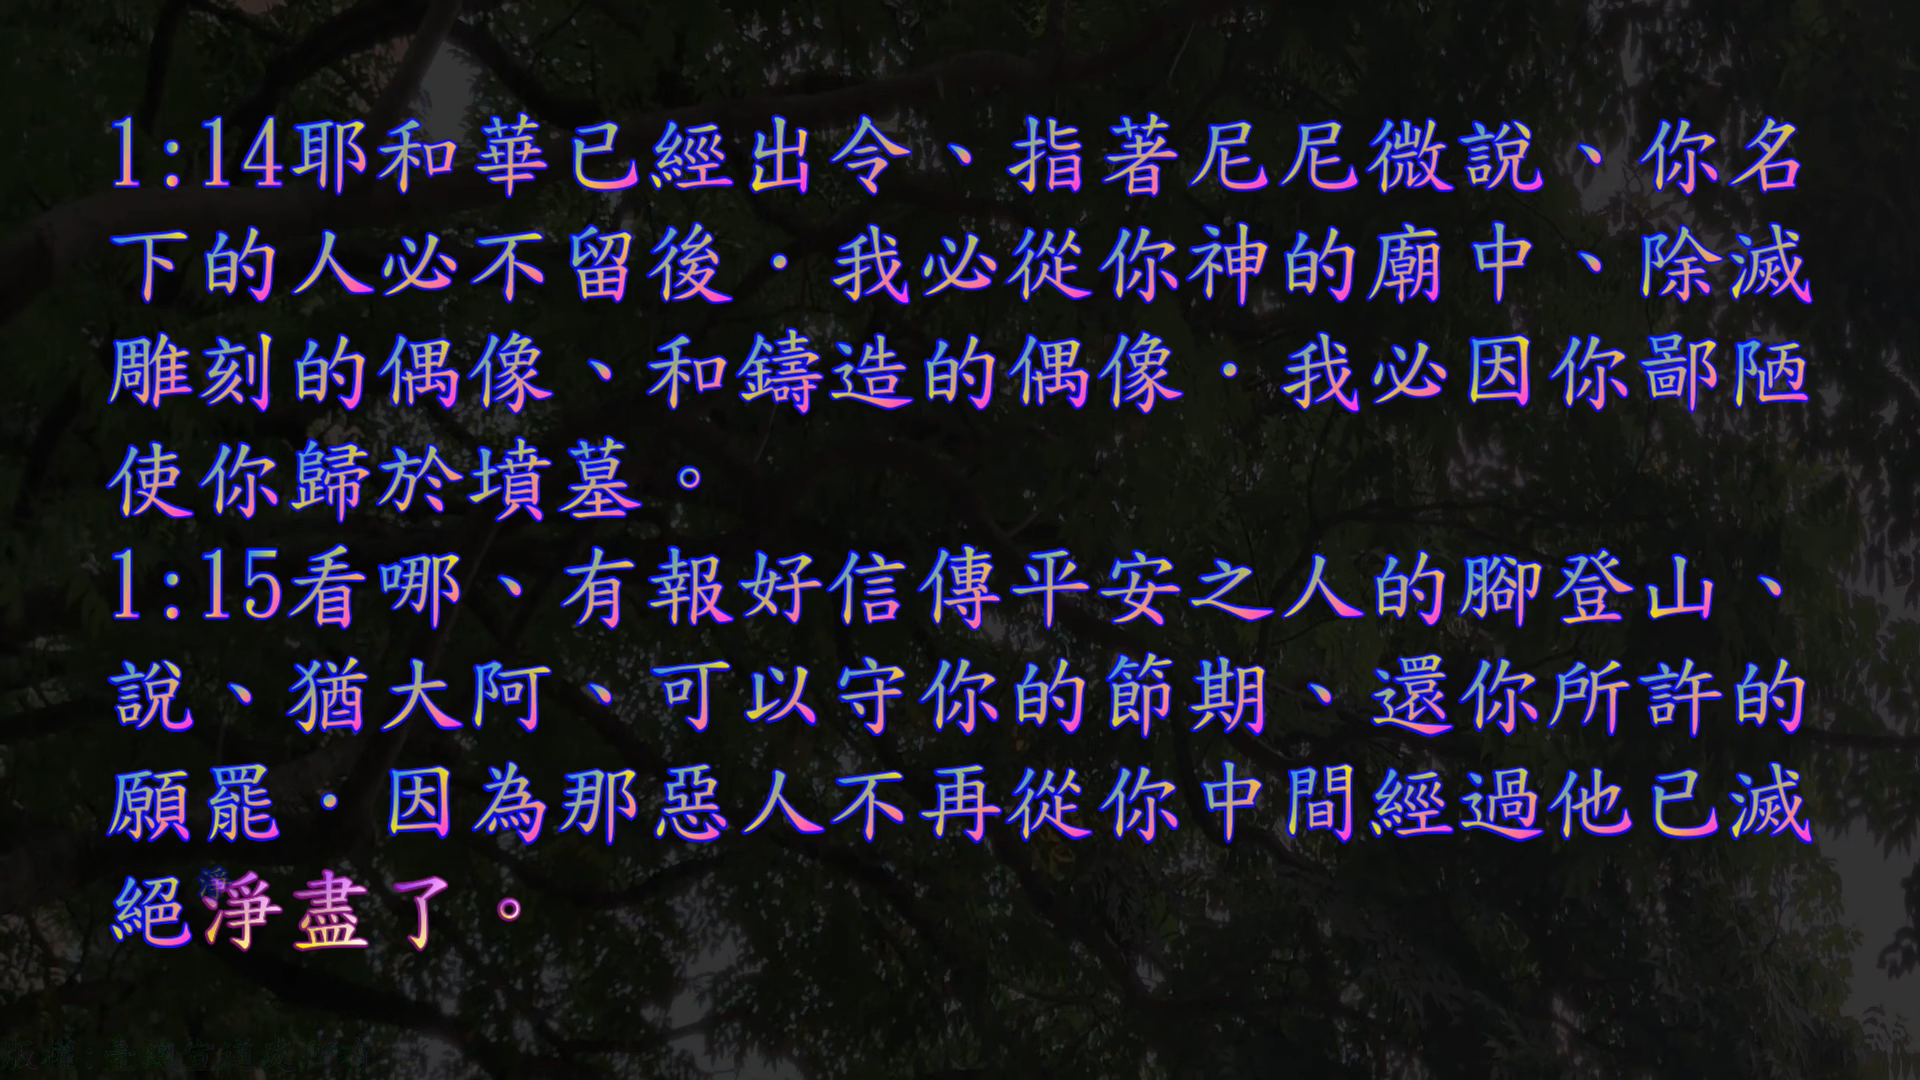 1:14耶和華已經出令、指著尼尼微說、你名
下的人必不留後．我必從你神的廟中、除滅
雕刻的偶像、和鑄造的偶像．我必因你鄙陋
使你歸於墳墓。
1:15看哪、有報好信傳平安之人的腳登山、
說、猶大阿、可以守你的節期、還你所許的
願罷．因為那惡人不再從你中間經過他已滅
絕淨盡了。